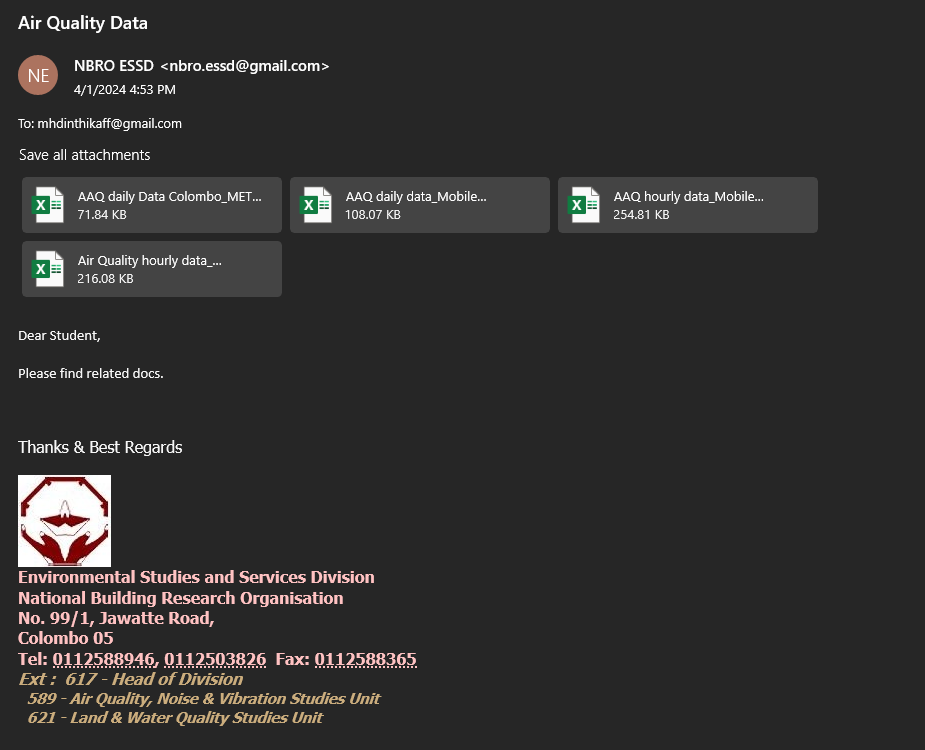 Air Quality Data
NE
NBRO ESSD <nbro.essd@gmail.com>
4/1/2024 4:53 PM
To: mhdinthikaff@gmail.com
Save all attachments
AAQ daily Data Colombo_MET...
71.84 KB
AAQ daily data_Mobile...
108.07 KB
AAQ hourly data_Mobile...
254.81 KB
Air Quality hourly data_...
216.08 KB
Dear Student,
Please find related docs.
Thanks & Best Regards
Environmental Studies and Services Division
National Building Research Organisation
No. 99/1, Jawatte Road,
Colombo 05
Tel: 0112588946, 0112503826  Fax: 0112588365
Ext :  617 - Head of Division
589 - Air Quality, Noise & Vibration Studies Unit
621 - Land & Water Quality Studies Unit